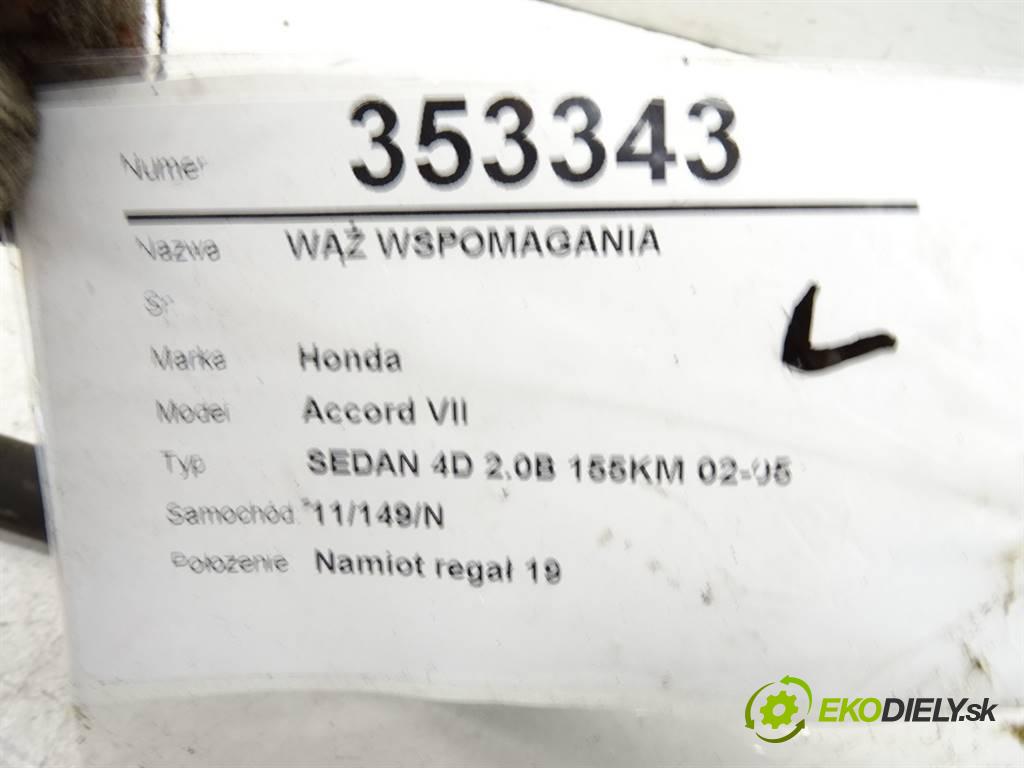 Numer 353343
Nazwa WĄŻ WSPOMAGANIA
Marka Honda
Model Accord VII
Typ SEDAN 4D 2.0B 155KM 02-05
Samochód 11/149/N
Położenie Namiot regał 19
L
EKODIELY.sk